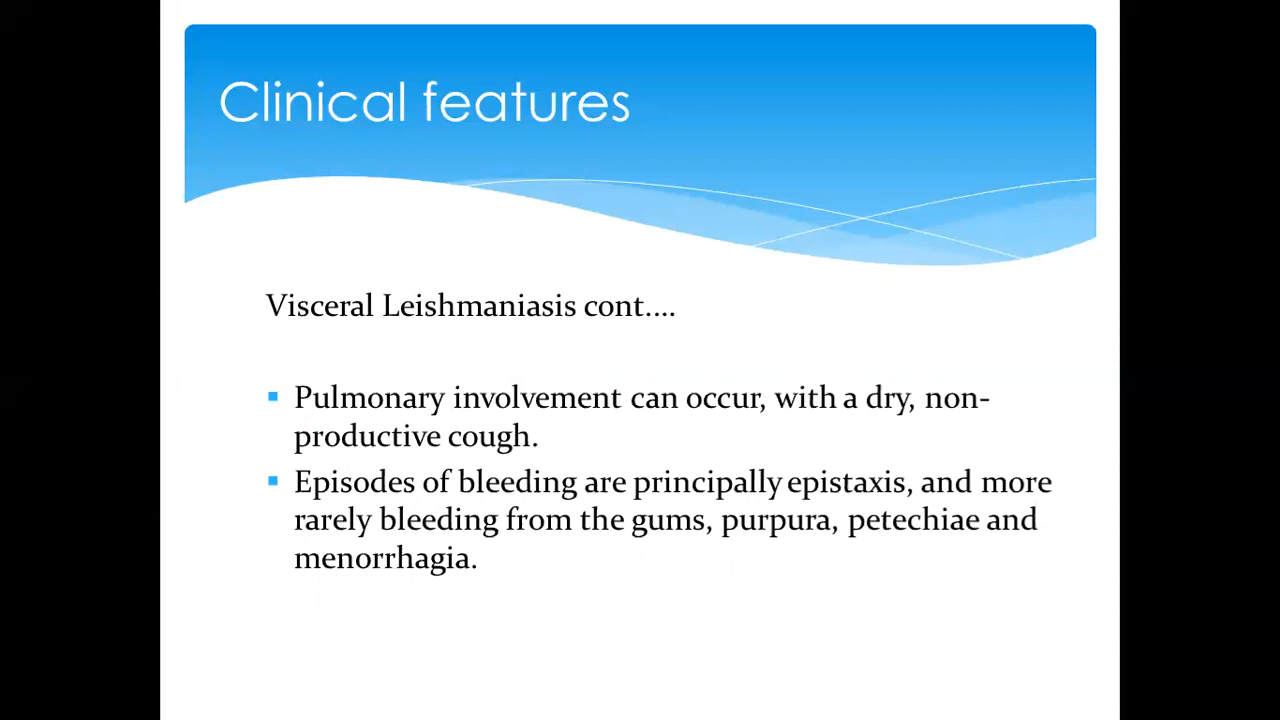 Clinical features
Visceral Leishmaniasis cont....
Pulmonary involvement can occur, with a dry, non-
productive cough.
Episodes of bleeding are principally epistaxis, and more
rarely bleeding from the gums, purpura, petechiae and
menorrhagia.